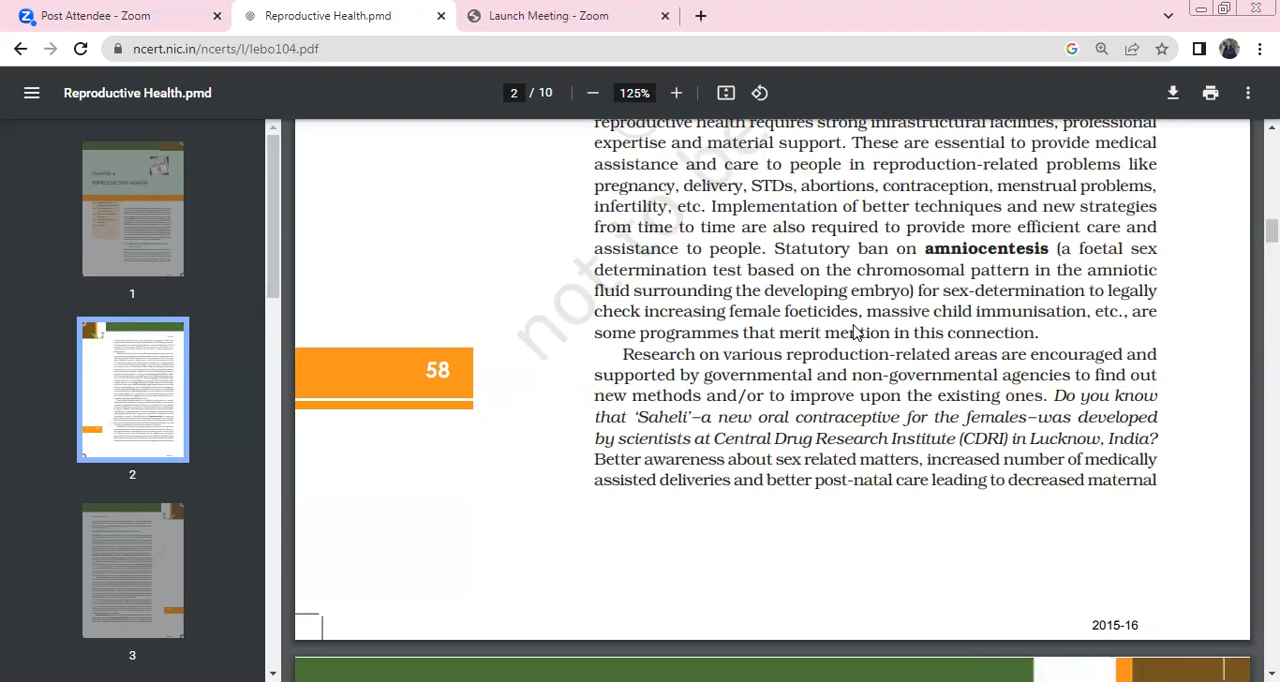 Post Attendee - Zoom
Reproductive Health.pmd
Launch Meeting - Zoom
ncert.nic.in/ncerts/l/lebo104.pdf
Reproductive Health.pmd
2 / 10
125%
1
2
3
reproductive health requires strong infrastructural facilities, professional
expertise and material support. These are essential to provide medical
assistance and care to people in reproduction-related problems like
pregnancy, delivery, STDs, abortions, contraception, menstrual problems,
infertility, etc. Implementation of better techniques and new strategies
from time to time are also required to provide more efficient care and
assistance to people. Statutory ban on amniocentesis (a foetal sex
determination test based on the chromosomal pattern in the amniotic
fluid surrounding the developing embryo) for sex-determination to legally
check increasing female foeticides, massive child immunisation, etc., are
some programmes that merit mention in this connection.
58
Research on various reproduction-related areas are encouraged and
supported by governmental and non-governmental agencies to find out
new methods and/or to improve upon the existing ones. Do you know
that 'Saheli'–a new oral contraceptive for the females–was developed
by scientists at Central Drug Research Institute (CDRI) in Lucknow, India?
Better awareness about sex related matters, increased number of medically
assisted deliveries and better post-natal care leading to decreased maternal
not to be
2015-16